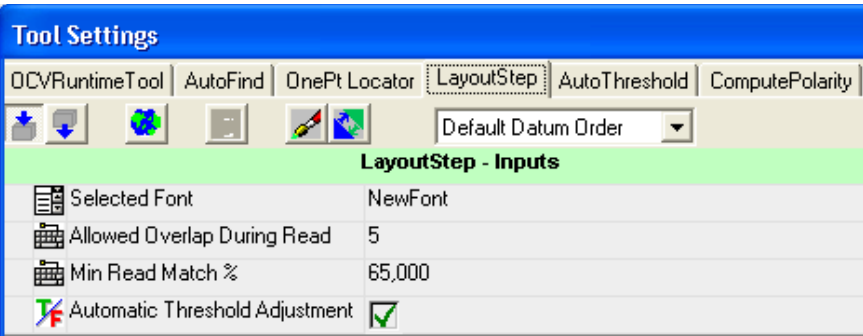 Tool Settings
OCVRuntimeTool AutoFind OnePt Locator LayoutStep AutoThreshold ComputePolarity
Default Datum Order
LayoutStep - Inputs
Selected Font NewFont
Allowed Overlap During Read 5
Min Read Match % 65,000
T/F Automatic Threshold Adjustment